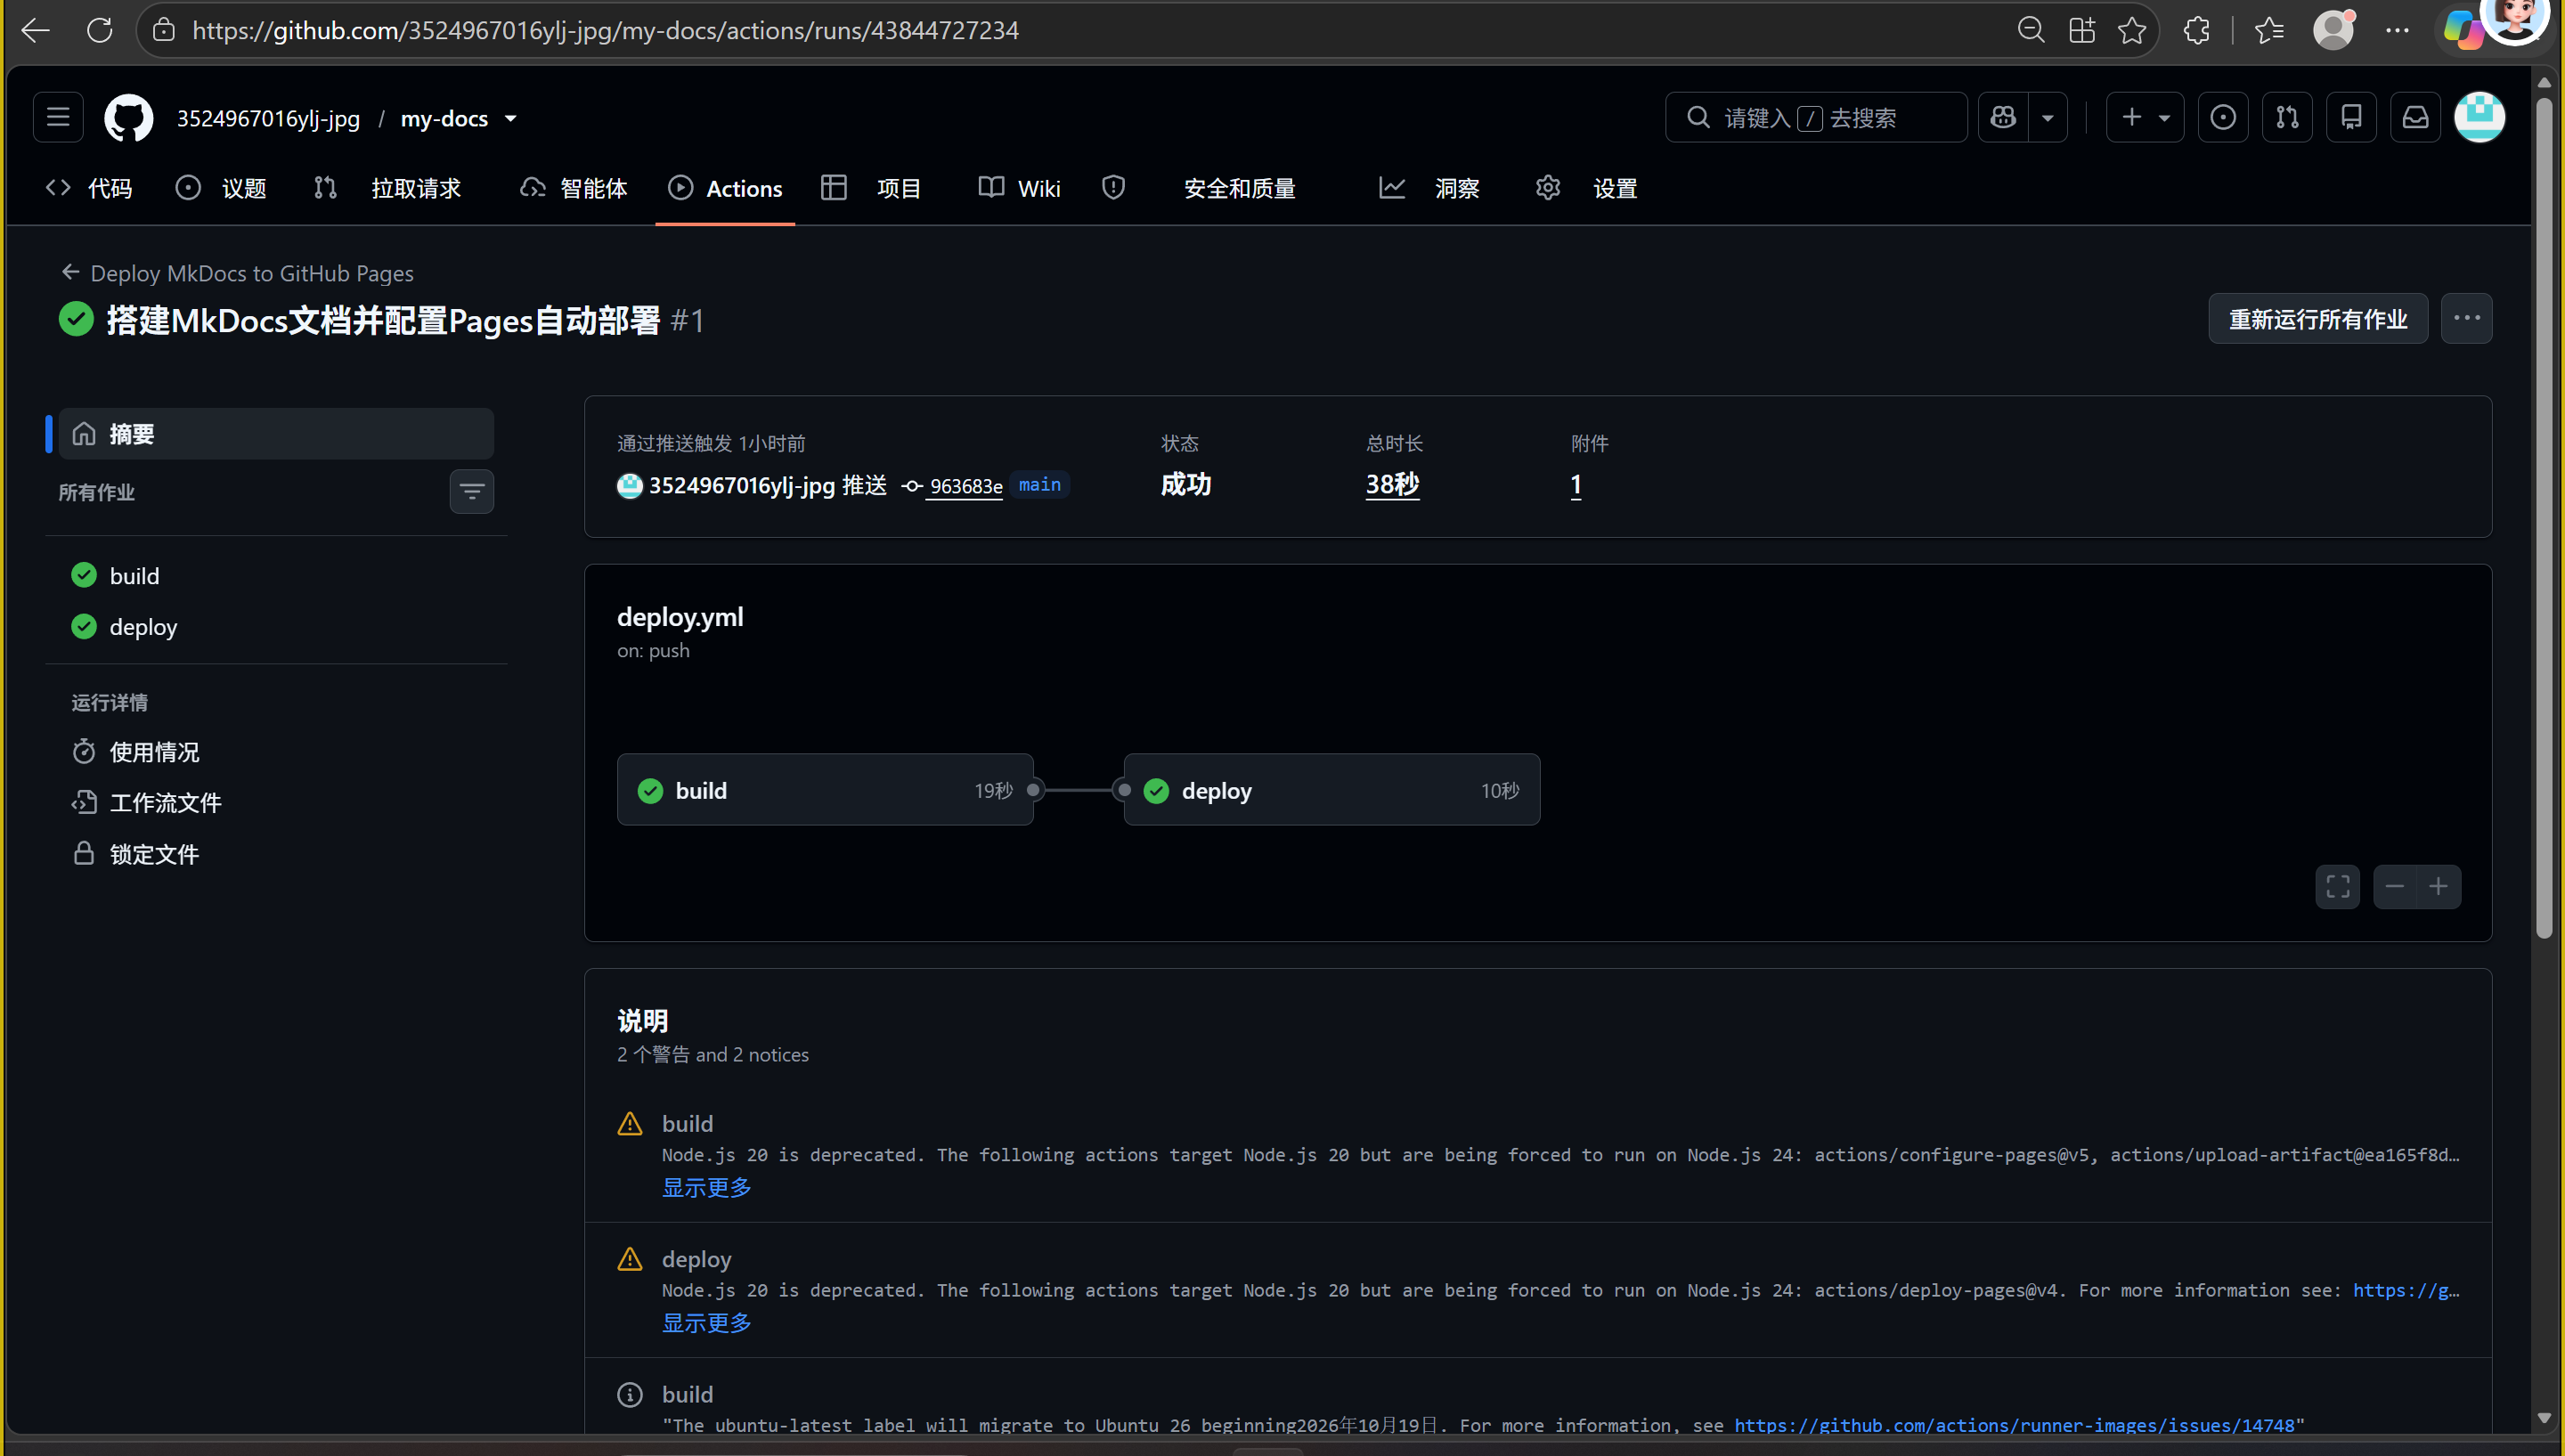 https://github.com/3524967016ylj-jpg/my-docs/actions/runs/43844727234
3524967016ylj-jpg / my-docs
请键入 / 去搜索
代码 议题 拉取请求 智能体 Actions 项目 Wiki 安全和质量 洞察 设置
Deploy MkDocs to GitHub Pages
搭建MkDocs文档并配置Pages自动部署 #1
重新运行所有作业
摘要
所有作业
build
deploy
运行详情
使用情况
工作流文件
锁定文件
通过推送触发 1小时前
3524967016ylj-jpg 推送 963683e main
状态
成功
总时长
38秒
附件
1
deploy.yml
on: push
build 19秒
deploy 10秒
说明
2 个警告 and 2 notices
build
Node.js 20 is deprecated. The following actions target Node.js 20 but are being forced to run on Node.js 24: actions/configure-pages@v5, actions/upload-artifact@ea165f8d…
显示更多
deploy
Node.js 20 is deprecated. The following actions target Node.js 20 but are being forced to run on Node.js 24: actions/deploy-pages@v4. For more information see: https://g…
显示更多
build
"The ubuntu-latest label will migrate to Ubuntu 26 beginning2026年10月19日. For more information, see https://github.com/actions/runner-images/issues/14748"